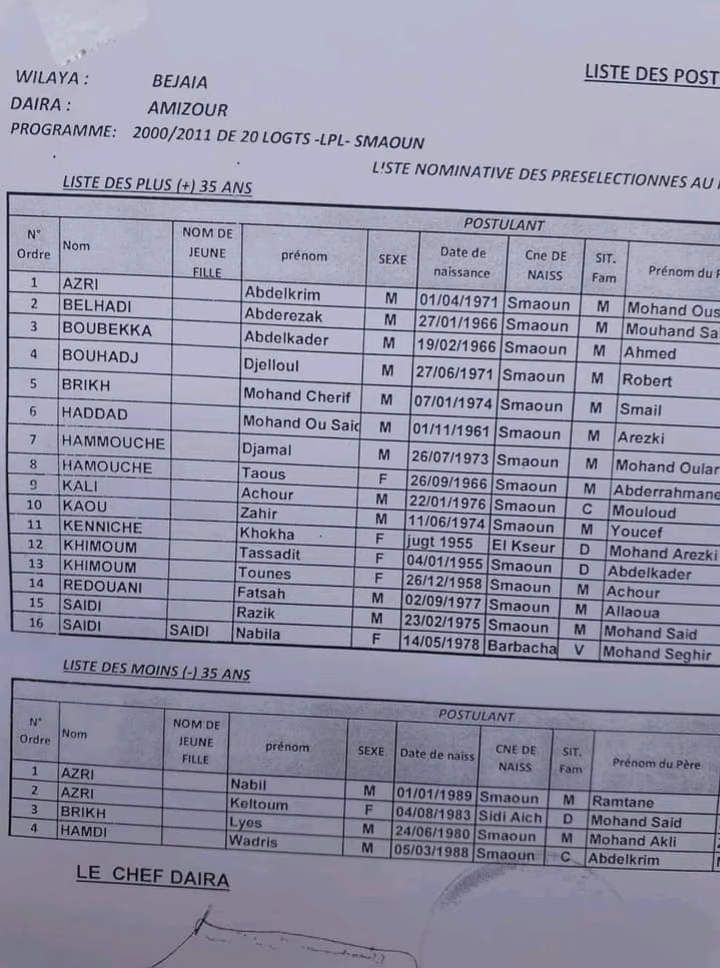 LISTE DES POST
WILAYA : BEJAIA
DAIRA : AMIZOUR
PROGRAMME: 2000/2011 DE 20 LOGTS -LPL- SMAOUN
L'STE NOMINATIVE DES PRESELECTIONNES AU
LISTE DES PLUS (+) 35 ANS
POSTULANT
N° Ordre Nom NOM DE JEUNE FILLE prénom SEXE Date de naissance Cne DE NAISS SIT. Fam Prénom du P
1 AZRI Abdelkrim M 01/04/1971 Smaoun M Mohand Ous
2 BELHADI Abderezak M 27/01/1966 Smaoun M Mouhand Sa
3 BOUBEKKA Abdelkader M 19/02/1966 Smaoun M Ahmed
4 BOUHADJ Djelloul M 27/06/1971 Smaoun M Robert
5 BRIKH Mohand Cherif M 07/01/1974 Smaoun M Smail
6 HADDAD Mohand Ou Said M 01/11/1961 Smaoun M Arezki
7 HAMMOUCHE Djamal M 26/07/1973 Smaoun M Mohand Oular
8 HAMOUCHE Taous F 26/09/1966 Smaoun M Abderrahmane
9 KALI Achour M 22/01/1976 Smaoun C Mouloud
10 KAOU Zahir M 11/06/1974 Smaoun M Youcef
11 KENNICHE Khokha F jugt 1955 El Kseur D Mohand Arezki
12 KHIMOUM Tassadit F 04/01/1955 Smaoun D Abdelkader
13 KHIMOUM Tounes F 26/12/1958 Smaoun M Achour
14 REDOUANI Fatsah M 02/09/1977 Smaoun M Allaoua
15 SAIDI Razik M 23/02/1975 Smaoun M Mohand Said
16 SAIDI SAIDI Nabila F 14/05/1978 Barbacha V Mohand Seghir
LISTE DES MOINS (-) 35 ANS
POSTULANT
N° Ordre Nom NOM DE JEUNE FILLE prénom SEXE Date de naiss CNE DE NAISS SIT. Fam Prénom du Père
1 AZRI Nabil M 01/01/1989 Smaoun M Ramtane
2 AZRI Keltoum F 04/08/1983 Sidi Aich D Mohand Said
3 BRIKH Lyes M 24/06/1980 Smaoun M Mohand Akli
4 HAMDI Wadris M 05/03/1988 Smaoun C Abdelkrim
LE CHEF DAIRA